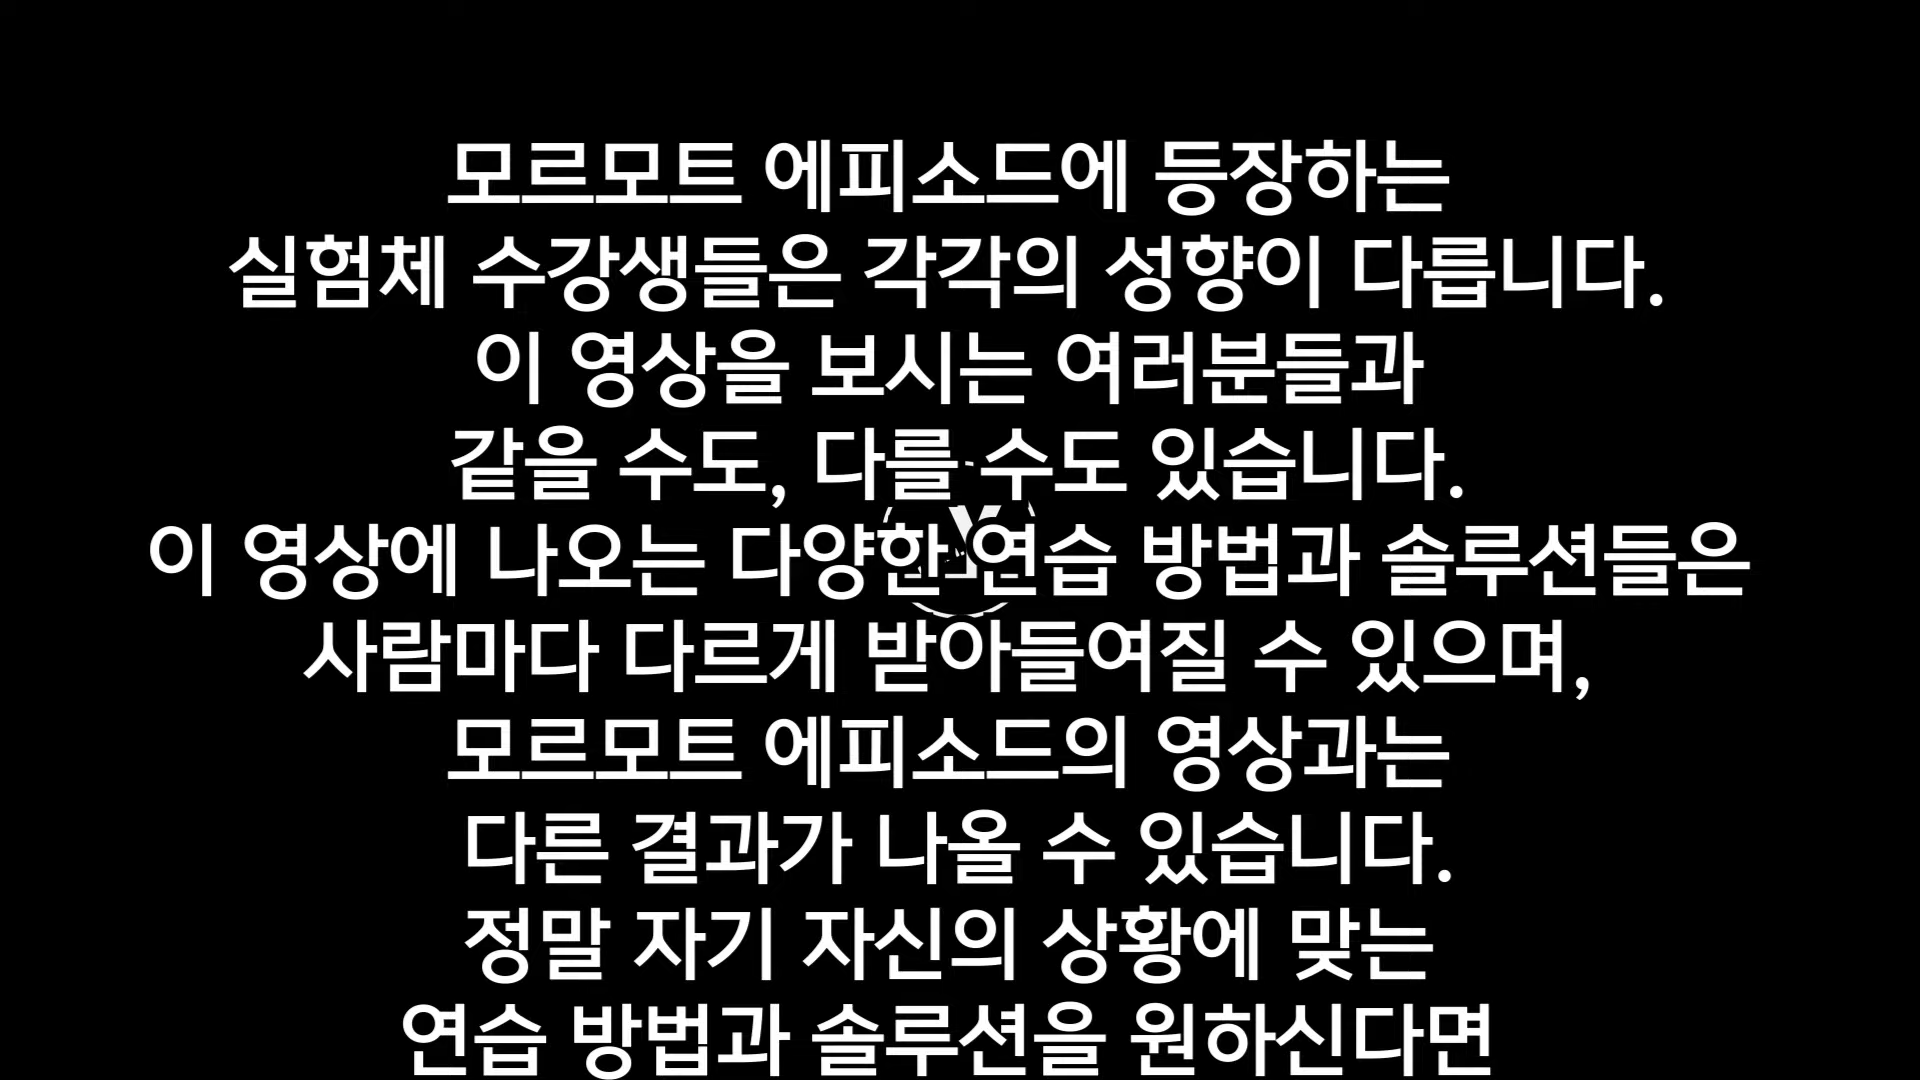 모르모트 에피소드에 등장하는
실험체 수강생들은 각각의 성향이 다릅니다.
이 영상을 보시는 여러분들과
같을 수도, 다를 수도 있습니다.
이 영상에 나오는 다양한 연습 방법과 솔루션들은
사람마다 다르게 받아들여질 수 있으며,
모르모트 에피소드의 영상과는
다른 결과가 나올 수 있습니다.
정말 자기 자신의 상황에 맞는
연습 방법과 솔루션을 원하신다면